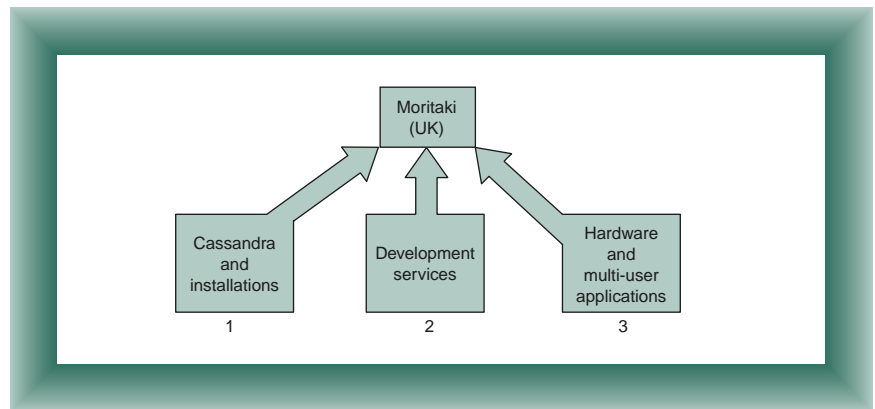 Moritaki
(UK)
Cassandra
and
installations
Development
services
Hardware
and
multi-user
applications
1
2
3